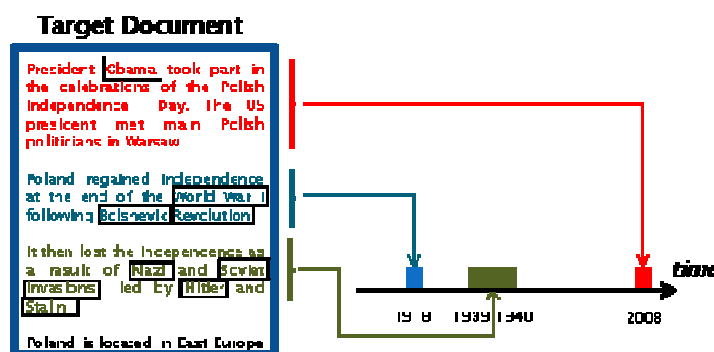 Target Document
President Obama took part in
the celebrations of the Polish
Independence Day. The US
president met main Polish
politicians in Warsaw
Poland regained independence
at the end of the World War I
following Bolshevic Revolution
It then lost the independence as
a result of Nazi and Soviet
invasions led by Hitler and
Stalin
Poland is located in East Europe
time
1918 1939 1940 2008